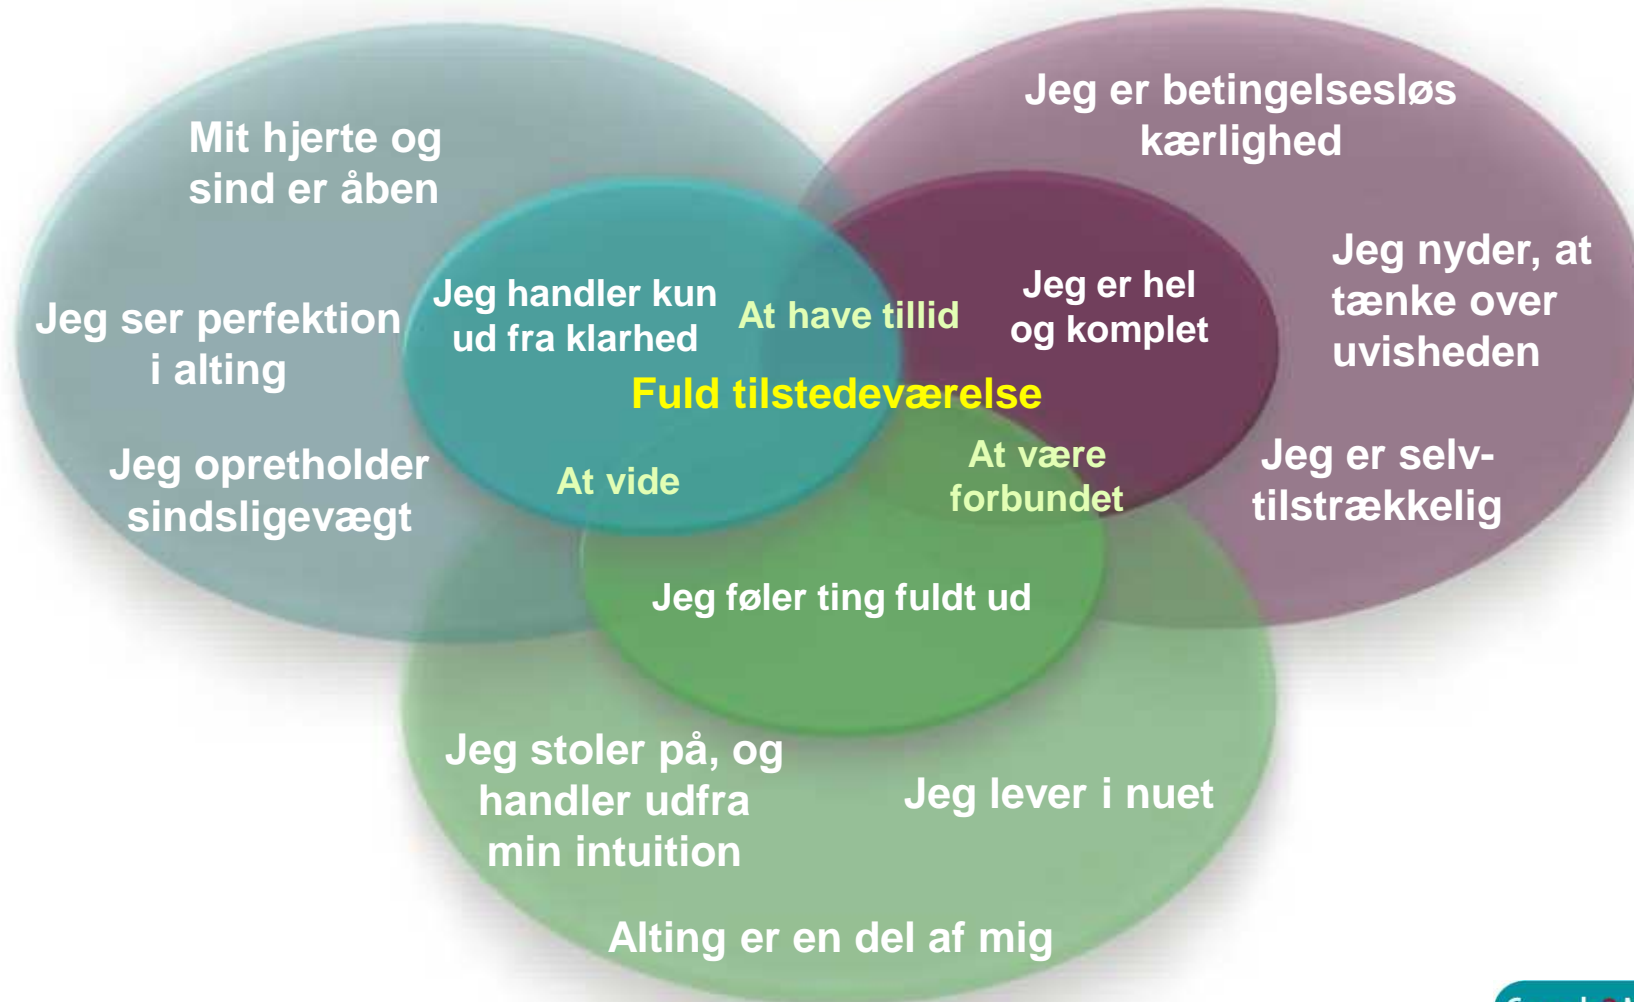 Mit hjerte og
sind er åben
Jeg ser perfektion
i alting
Jeg opretholder
sindsligevægt
Jeg handler kun
ud fra klarhed
At have tillid
Fuld tilstedeværelse
At vide
At være
forbundet
Jeg er hel
og komplet
Jeg er betingelsesløs
kærlighed
Jeg nyder, at
tænke over
uvisheden
Jeg er selv-
tilstrækkelig
Jeg føler ting fuldt ud
Jeg stoler på, og
handler udfra
min intuition
Jeg lever i nuet
Alting er en del af mig